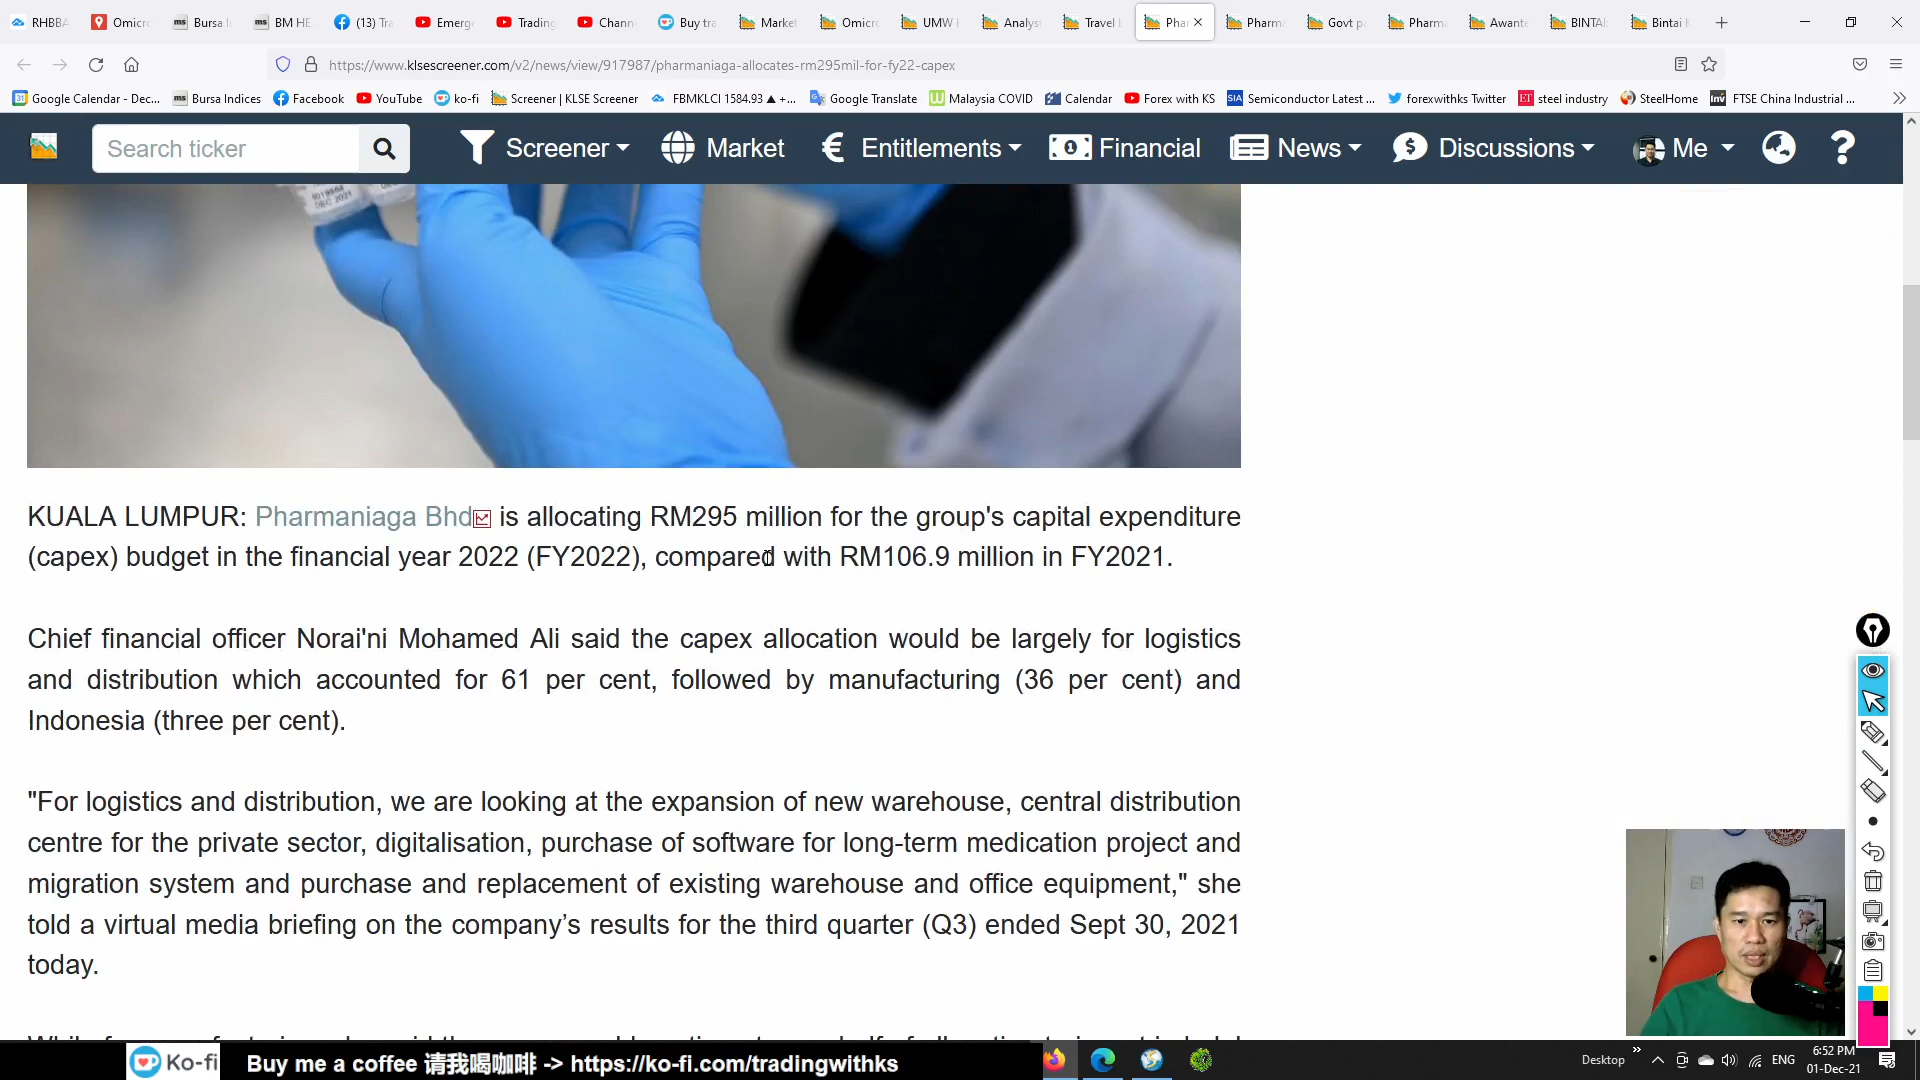 RHBBA
Omicr
Bursa I
BM HE
(13) Tra
Emerg
Trading
Chann
Buy tra
Market
Omicro
UMW
Analyst
Travel
Phar
Pharm
Govt p
Pharm
Awant
BINTAI
Bintai
https://www.klsescreener.com/v2/news/view/917987/pharmaniaga-allocates-rm295mil-for-fy22-capex
Google Calendar - Dec...
Bursa Indices
Facebook
YouTube
ko-fi
Screener | KLSE Screener
FBMKLCI 1584.93 ▲ +...
Google Translate
Malaysia COVID
Calendar
Forex with KS
Semiconductor Latest ...
forexwithks Twitter
steel industry
SteelHome
FTSE China Industrial ...
Search ticker
Screener
Market
Entitlements
Financial
News
Discussions
Me
DEC 2021
KUALA LUMPUR: Pharmaniaga Bhd is allocating RM295 million for the group's capital expenditure
(capex) budget in the financial year 2022 (FY2022), compared with RM106.9 million in FY2021.
Chief financial officer Norai'ni Mohamed Ali said the capex allocation would be largely for logistics
and distribution which accounted for 61 per cent, followed by manufacturing (36 per cent) and
Indonesia (three per cent).
"For logistics and distribution, we are looking at the expansion of new warehouse, central distribution
centre for the private sector, digitalisation, purchase of software for long-term medication project and
migration system and purchase and replacement of existing warehouse and office equipment," she
told a virtual media briefing on the company’s results for the third quarter (Q3) ended Sept 30, 2021
today.
Ko-fi
Buy me a coffee 请我喝咖啡 -> https://ko-fi.com/tradingwithks
Desktop
ENG
6:52 PM
01-Dec-21